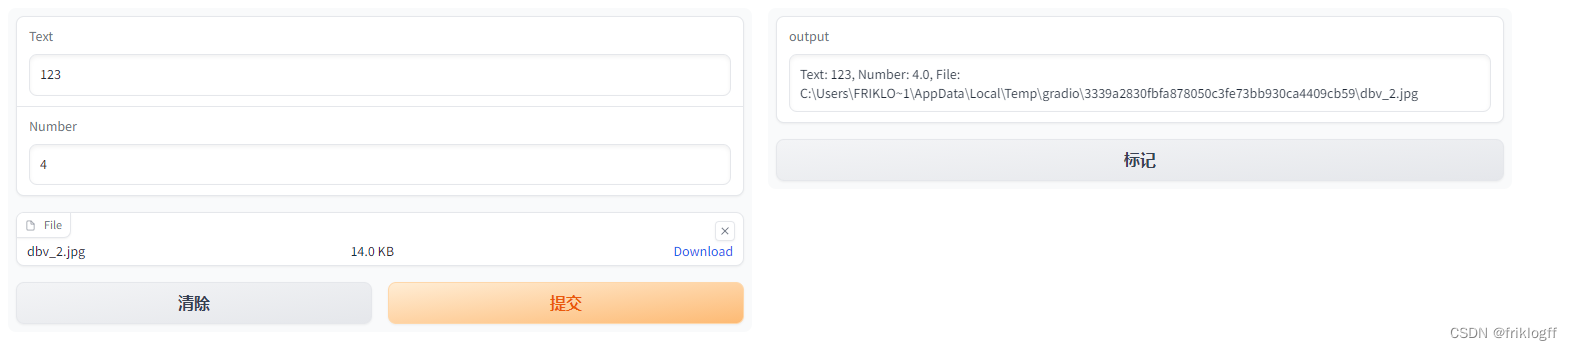 Text
123
Number
4
File
dbv_2.jpg 14.0 KB Download
清除 提交
output
Text: 123, Number: 4.0, File:
C:\Users\FRIKLO~1\AppData\Local\Temp\gradio\3339a2830fbfa878050c3fe73bb930ca4409cb59\dbv_2.jpg
标记
CSDN @friklogff